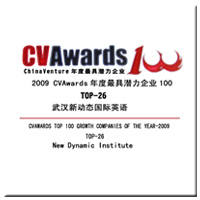 CVAwards 100
ChinaVenture 年度最具潜力企业
2009 CVAwards 年度最具潜力企业 100
TOP-26
武汉新动态国际英语
CVAWARDS TOP 100 GROWTH COMPANIES OF THE YEAR-2009
TOP-26
New Dynamic Institute